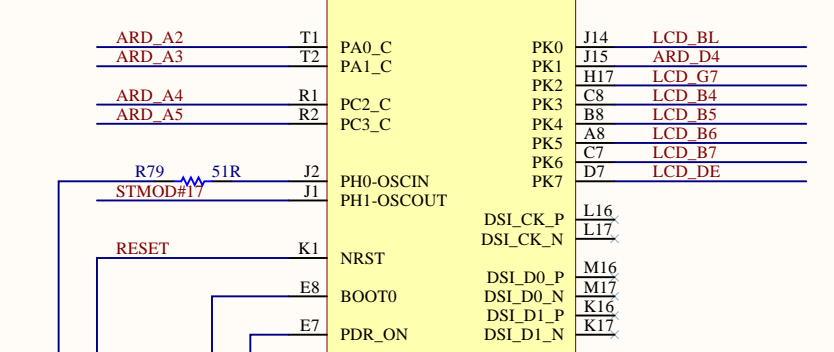 ARD_A2 T1 PA0_C PK0 J14 LCD_BL
ARD_A3 T2 PA1_C PK1 J15 ARD_D4
PK2 H17 LCD_G7
ARD_A4 R1 PC2_C PK3 C8 LCD_B4
ARD_A5 R2 PC3_C PK4 B8 LCD_B5
PK5 A8 LCD_B6
PK6 C7 LCD_B7
R79 51R J2 PH0-OSCIN PK7 D7 LCD_DE
STMOD#17 J1 PH1-OSCOUT
DSI_CK_P L16
DSI_CK_N L17
RESET K1 NRST
DSI_D0_P M16
E8 BOOT0 DSI_D0_N M17
DSI_D1_P K16
E7 PDR_ON DSI_D1_N K17